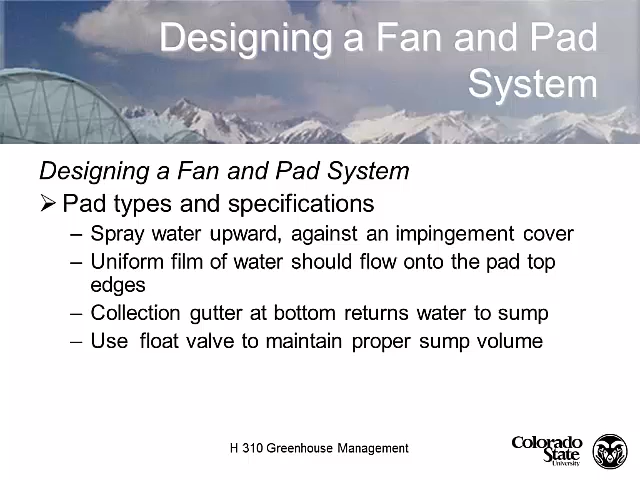 Designing a Fan and Pad
System
Designing a Fan and Pad System
➢ Pad types and specifications
– Spray water upward, against an impingement cover
– Uniform film of water should flow onto the pad top
edges
– Collection gutter at bottom returns water to sump
– Use float valve to maintain proper sump volume
H 310 Greenhouse Management
Colorado
State
University